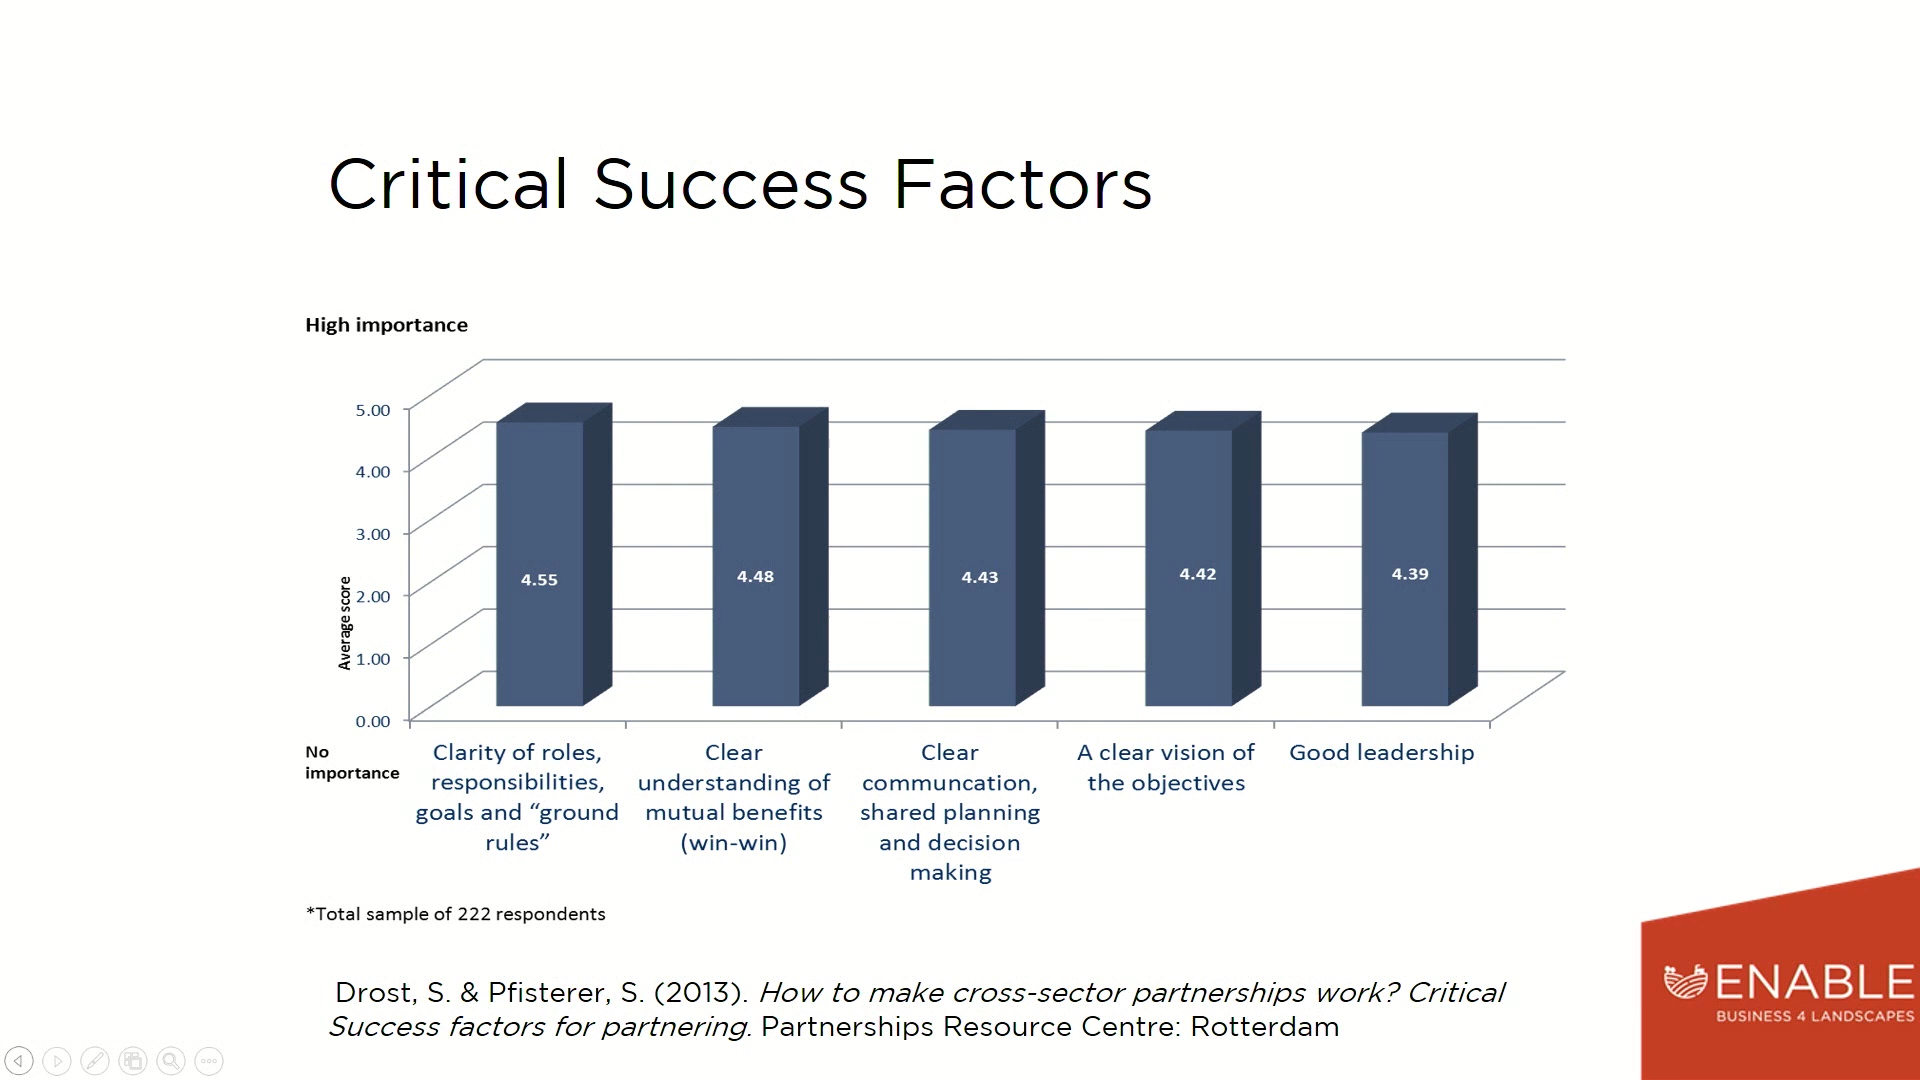 Critical Success Factors
High importance
5.00
4.00
3.00
2.00
1.00
0.00
Average score
4.55
4.48
4.43
4.42
4.39
No
importance
Clarity of roles,
responsibilities,
goals and “ground
rules”
Clear
understanding of
mutual benefits
(win-win)
Clear
communcation,
shared planning
and decision
making
A clear vision of
the objectives
Good leadership
*Total sample of 222 respondents
Drost, S. & Pfisterer, S. (2013). How to make cross-sector partnerships work? Critical
Success factors for partnering. Partnerships Resource Centre: Rotterdam
ENABLE
BUSINESS 4 LANDSCAPES